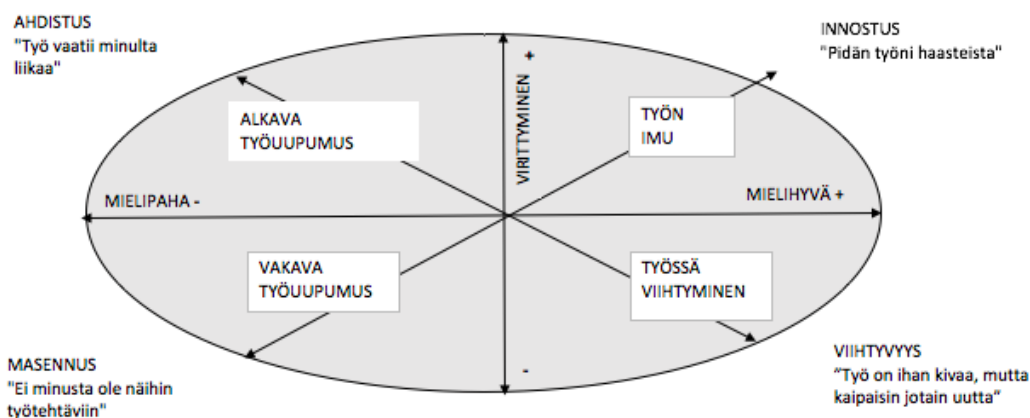 AHDISTUS
"Työ vaatii minulta
liikaa"
INNOSTUS
"Pidän työni haasteista"
VIRITTYMINEN +
ALKAVA
TYÖUUPUMUS
TYÖN
IMU
MIELIPAHA -
MIELIHYVÄ +
VAKAVA
TYÖUUPUMUS
TYÖSSÄ
VIIHTYMINEN
-
MASENNUS
"Ei minusta ole näihin
työtehtäviin"
VIIHTYVYYS
"Työ on ihan kivaa, mutta
kaipaisin jotain uutta"